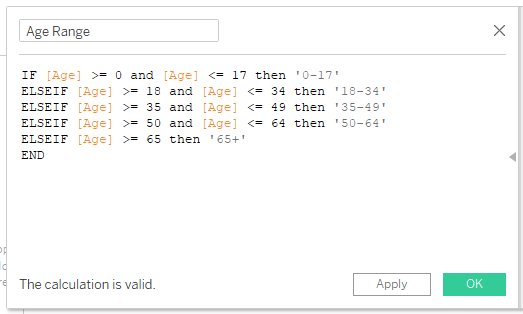 Age Range
IF [Age] >= 0 and [Age] <= 17 then '0-17'
ELSEIF [Age] >= 18 and [Age] <= 34 then '18-34'
ELSEIF [Age] >= 35 and [Age] <= 49 then '35-49'
ELSEIF [Age] >= 50 and [Age] <= 64 then '50-64'
ELSEIF [Age] >= 65 then '65+'
END
The calculation is valid.
Apply
OK